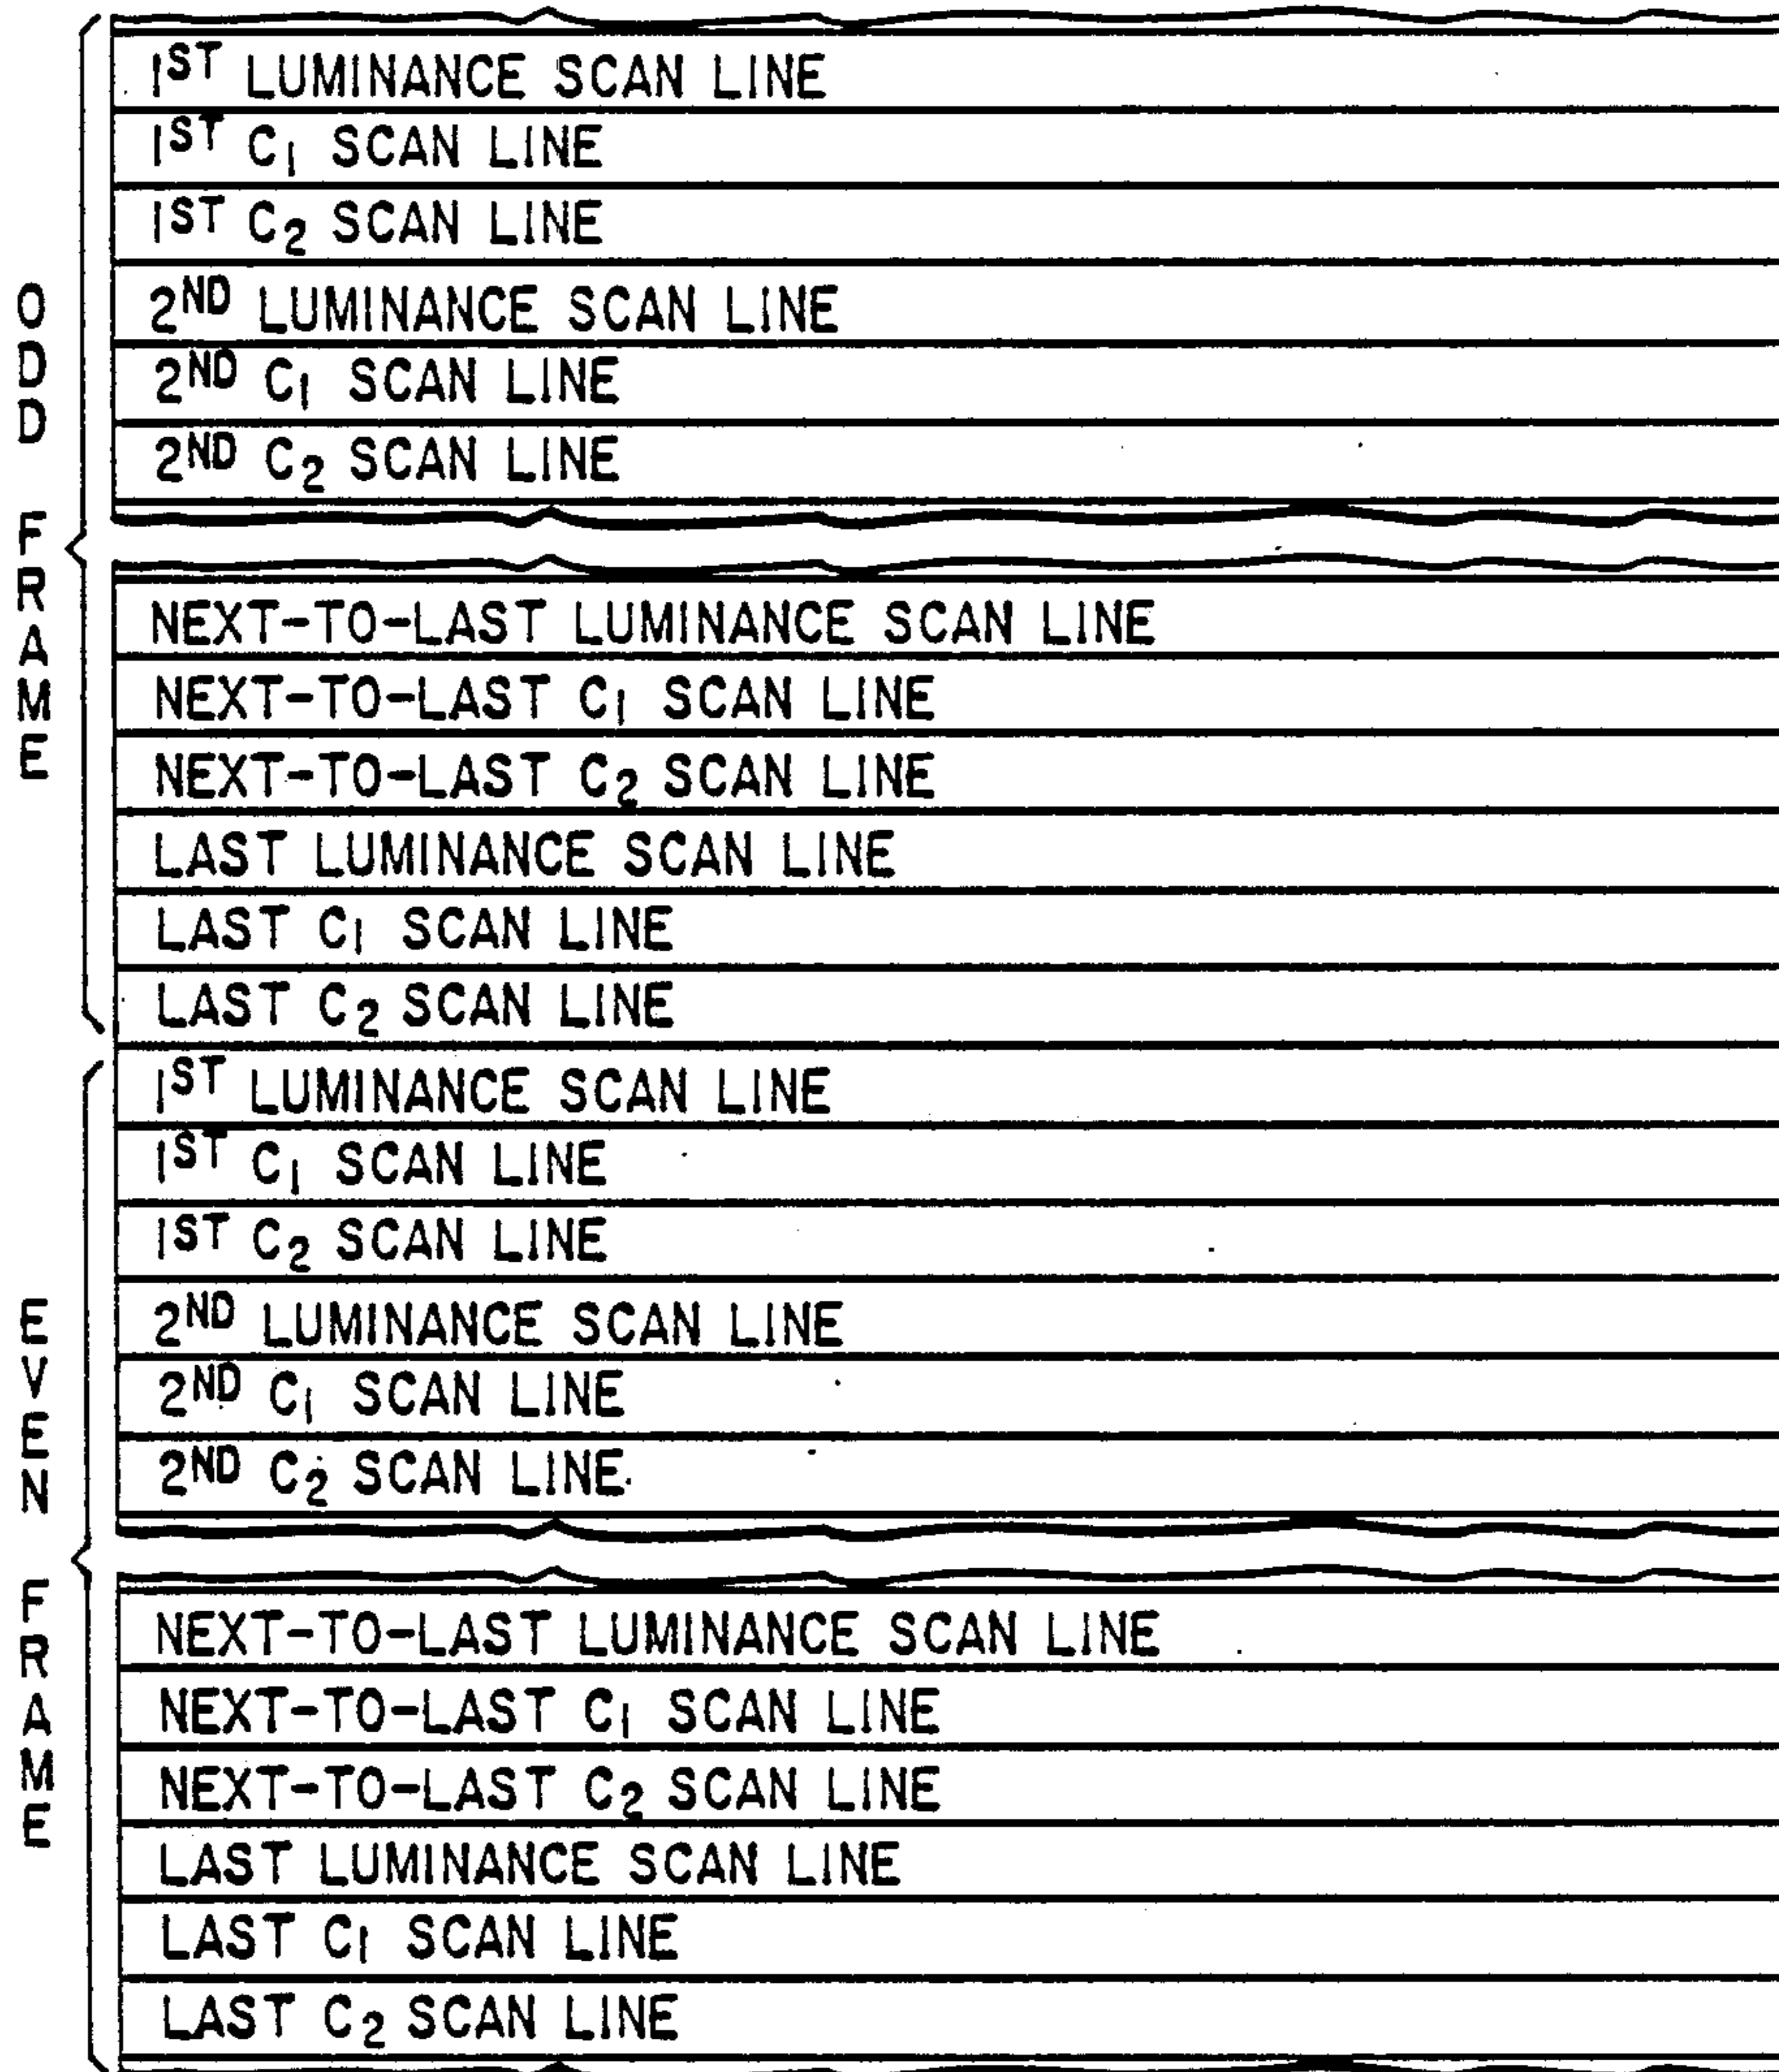 ODD FRAME
1ST LUMINANCE SCAN LINE
1ST C1 SCAN LINE
1ST C2 SCAN LINE
2ND LUMINANCE SCAN LINE
2ND C1 SCAN LINE
2ND C2 SCAN LINE
NEXT-TO-LAST LUMINANCE SCAN LINE
NEXT-TO-LAST C1 SCAN LINE
NEXT-TO-LAST C2 SCAN LINE
LAST LUMINANCE SCAN LINE
LAST C1 SCAN LINE
LAST C2 SCAN LINE
EVEN FRAME
1ST LUMINANCE SCAN LINE
1ST C1 SCAN LINE
1ST C2 SCAN LINE
2ND LUMINANCE SCAN LINE
2ND C1 SCAN LINE
2ND C2 SCAN LINE
NEXT-TO-LAST LUMINANCE SCAN LINE
NEXT-TO-LAST C1 SCAN LINE
NEXT-TO-LAST C2 SCAN LINE
LAST LUMINANCE SCAN LINE
LAST C1 SCAN LINE
LAST C2 SCAN LINE